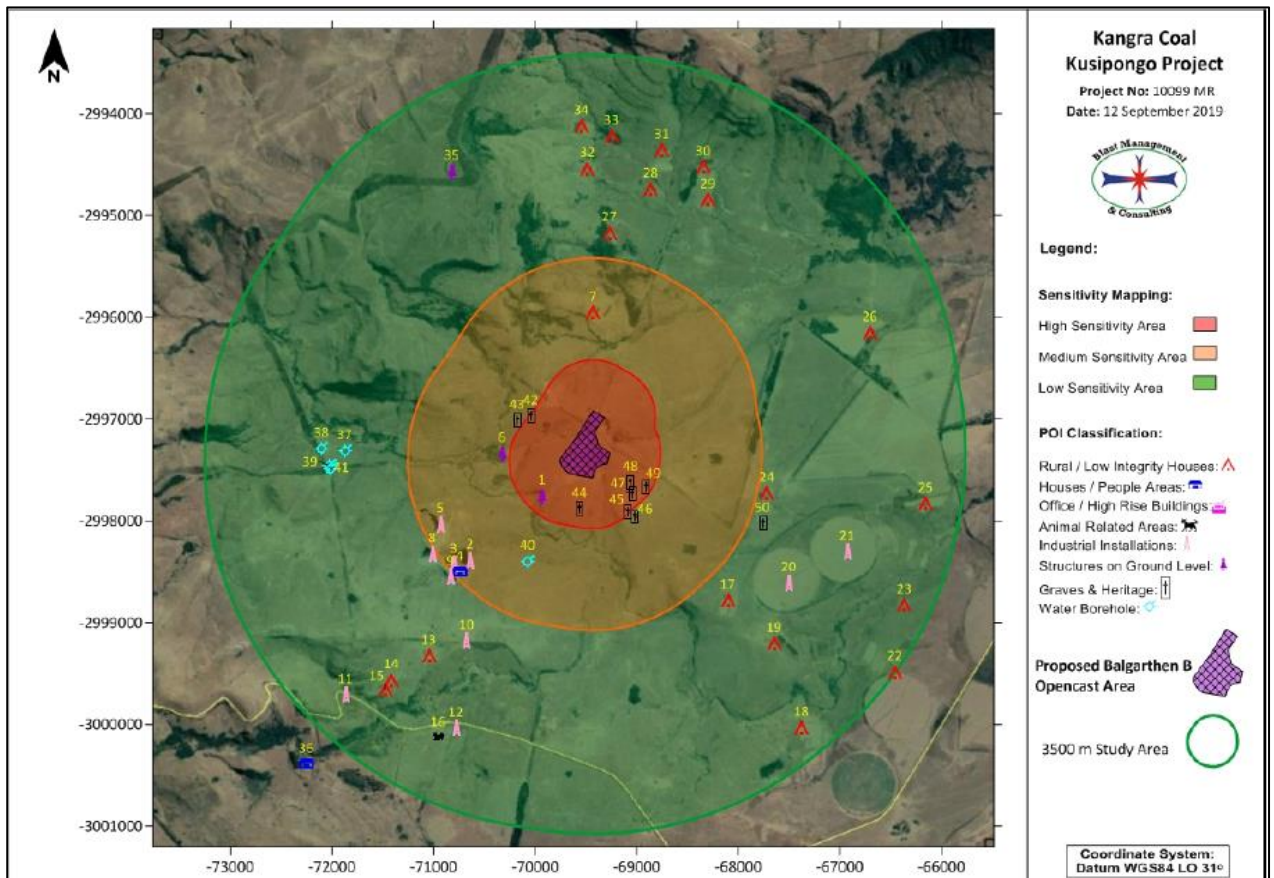 N
-2994000
-2995000
-2996000
-2997000
-2998000
-2999000
-3000000
-3001000
-73000
-72000
-71000
-70000
-69000
-68000
-67000
-66000
34
33
31
30
32
28
29
35
27
7
26
43
42
6
38
37
39
41
1
48
49
47
44
45
46
24
25
50
5
8
3
2
4
40
21
20
17
23
10
19
13
22
14
15
11
12
18
16
36
Kangra Coal
Kusipongo Project
Project No: 10099 MR
Date: 12 September 2019
Blast Management
& Consulting
Legend:
Sensitivity Mapping:
High Sensitivity Area
Medium Sensitivity Area
Low Sensitivity Area
POI Classification:
Rural / Low Integrity Houses:
Houses / People Areas:
Office / High Rise Buildings:
Animal Related Areas:
Industrial Installations:
Structures on Ground Level:
Graves & Heritage:
Water Borehole:
Proposed Balgarthen B
Opencast Area
3500 m Study Area
Coordinate System:
Datum WGS84 LO 31°